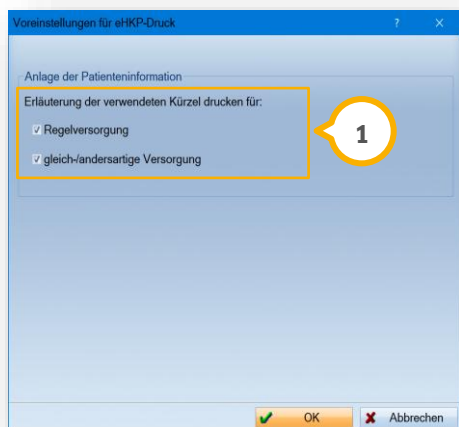 Voreinstellungen für eHKP-Druck ? ×
Anlage der Patienteninformation
Erläuterung der verwendeten Kürzel drucken für:
Regelversorgung
1
gleich-/andersartige Versorgung
OK Abbrechen